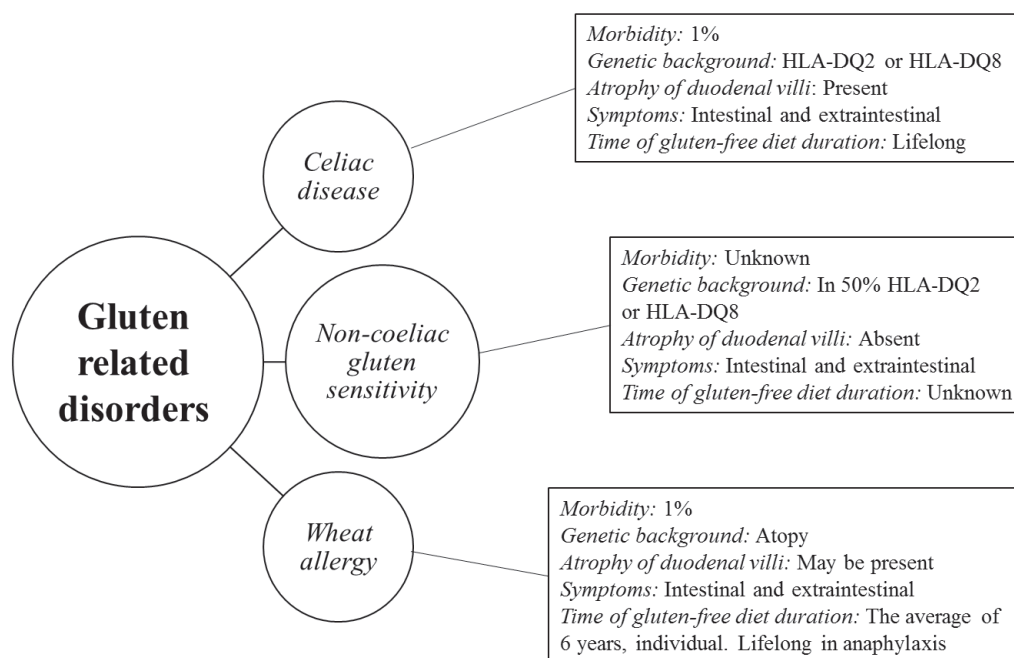 Gluten
related
disorders
Celiac
disease
Morbidity: 1%
Genetic background: HLA-DQ2 or HLA-DQ8
Atrophy of duodenal villi: Present
Symptoms: Intestinal and extraintestinal
Time of gluten-free diet duration: Lifelong
Non-coeliac
gluten
sensitivity
Morbidity: Unknown
Genetic background: In 50% HLA-DQ2
or HLA-DQ8
Atrophy of duodenal villi: Absent
Symptoms: Intestinal and extraintestinal
Time of gluten-free diet duration: Unknown
Wheat
allergy
Morbidity: 1%
Genetic background: Atopy
Atrophy of duodenal villi: May be present
Symptoms: Intestinal and extraintestinal
Time of gluten-free diet duration: The average of
6 years, individual. Lifelong in anaphylaxis